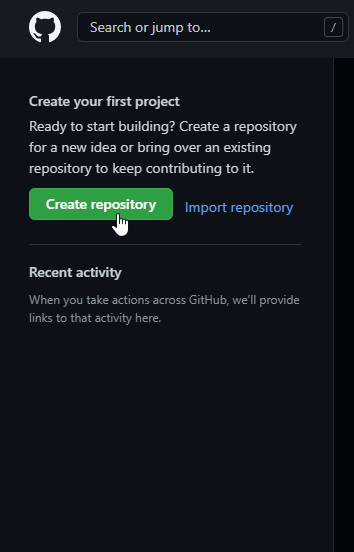 Search or jump to... /
Create your first project
Ready to start building? Create a repository
for a new idea or bring over an existing
repository to keep contributing to it.
Create repository Import repository
Recent activity
When you take actions across GitHub, we'll provide
links to that activity here.